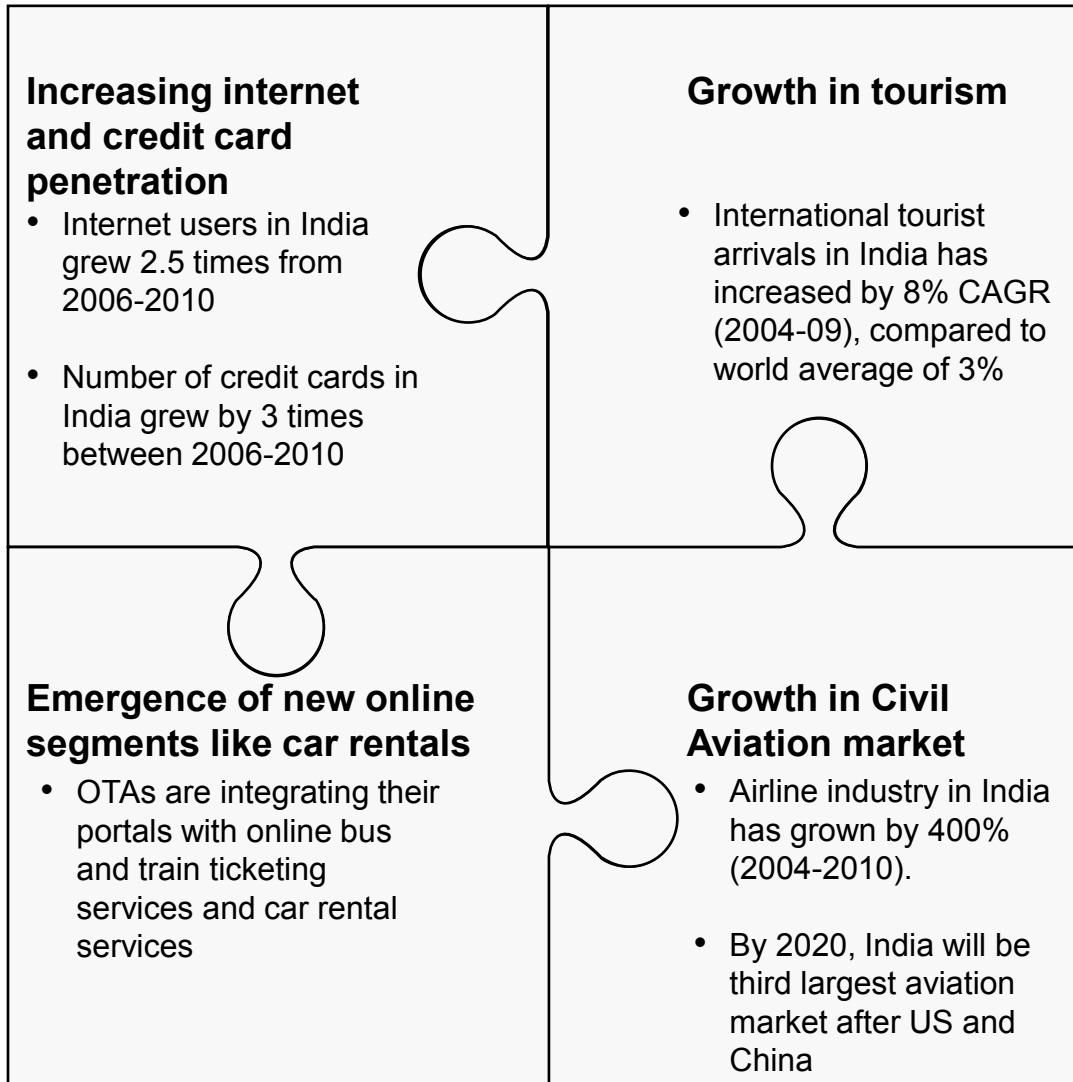 Increasing internet
and credit card
penetration
• Internet users in India
grew 2.5 times from
2006-2010
• Number of credit cards in
India grew by 3 times
between 2006-2010
Growth in tourism
• International tourist
arrivals in India has
increased by 8% CAGR
(2004-09), compared to
world average of 3%
Emergence of new online
segments like car rentals
• OTAs are integrating their
portals with online bus
and train ticketing
services and car rental
services
Growth in Civil
Aviation market
• Airline industry in India
has grown by 400%
(2004-2010).
• By 2020, India will be
third largest aviation
market after US and
China